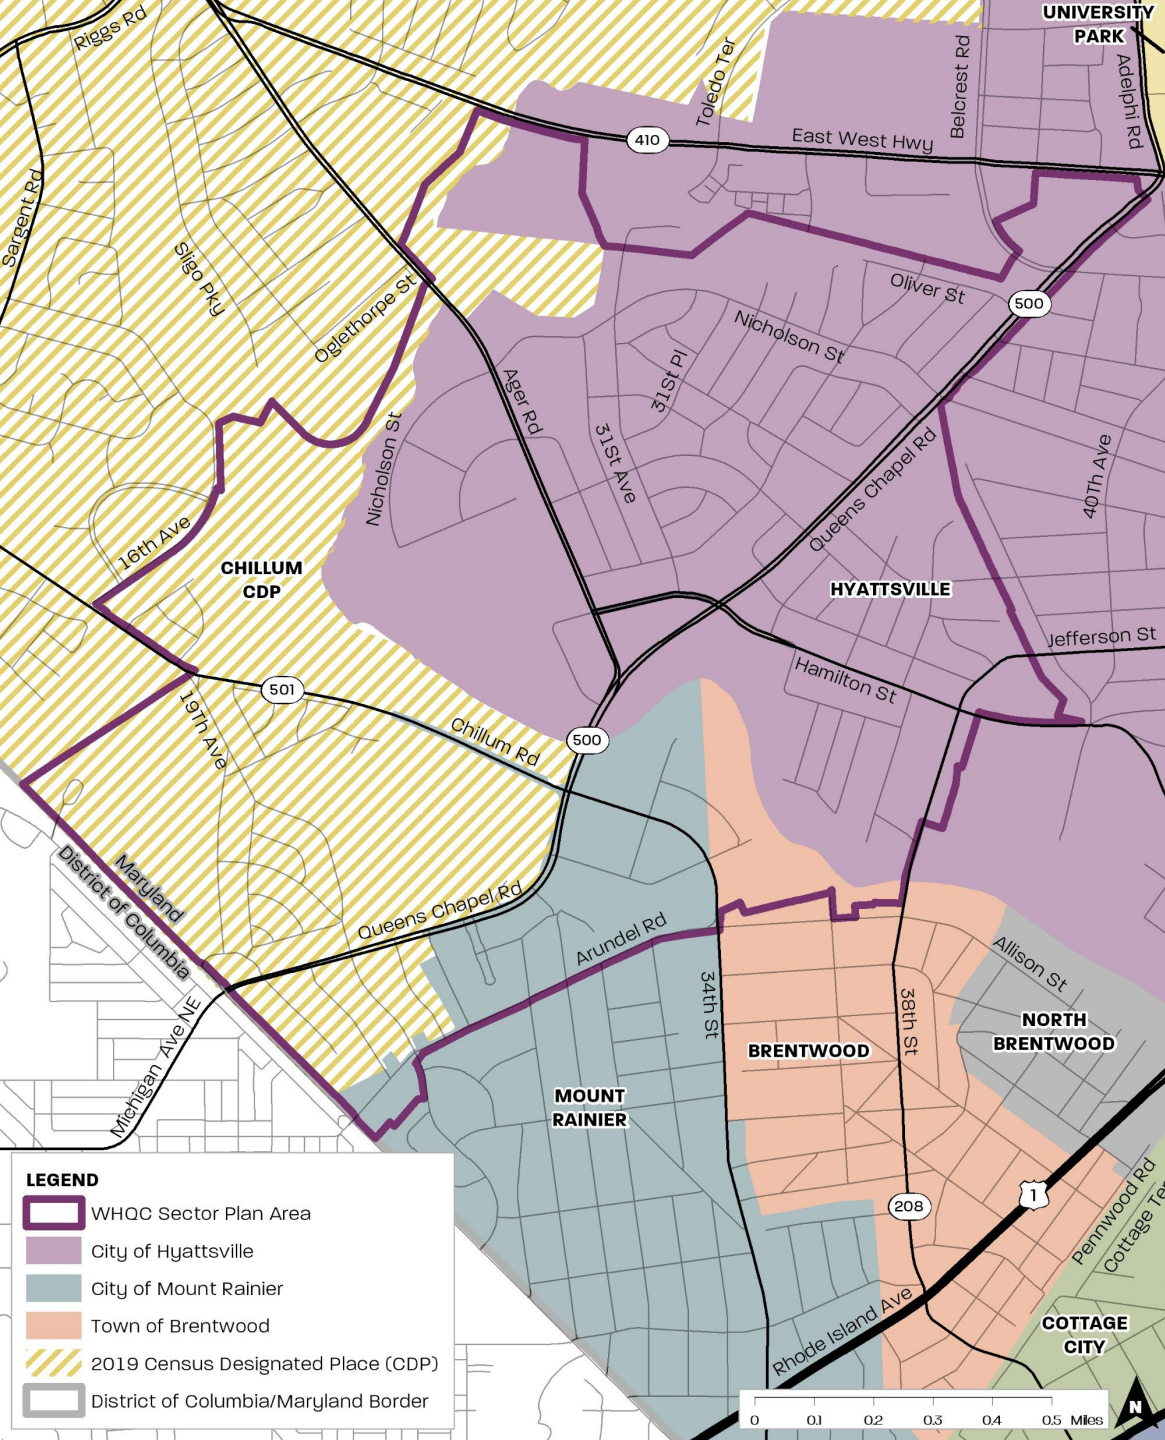 Riggs Rd
UNIVERSITY
PARK
Toledo Ter
Belcrest Rd
Adelphi Rd
410
East West Hwy
Sargent Rd
Sligo Pky
Oglethorpe St
Oliver St
500
Nicholson St
31St Pl
Ager Rd
31St Ave
Nicholson St
Queens Chapel Rd
40Th Ave
16th Ave
CHILLUM
CDP
HYATTSVILLE
Jefferson St
Hamilton St
501
19Th Ave
Chillum Rd
500
Maryland
District of Columbia
Queens Chapel Rd
Arundel Rd
Allison St
34th St
38th St
Michigan Ave NE
NORTH
BRENTWOOD
BRENTWOOD
MOUNT
RAINIER
1
208
Pennwood Rd
Cottage Ter
Rhode Island Ave
COTTAGE
CITY
LEGEND
WHQC Sector Plan Area
City of Hyattsville
City of Mount Rainier
Town of Brentwood
2019 Census Designated Place (CDP)
District of Columbia/Maryland Border
0 0.1 0.2 0.3 0.4 0.5 Miles
N